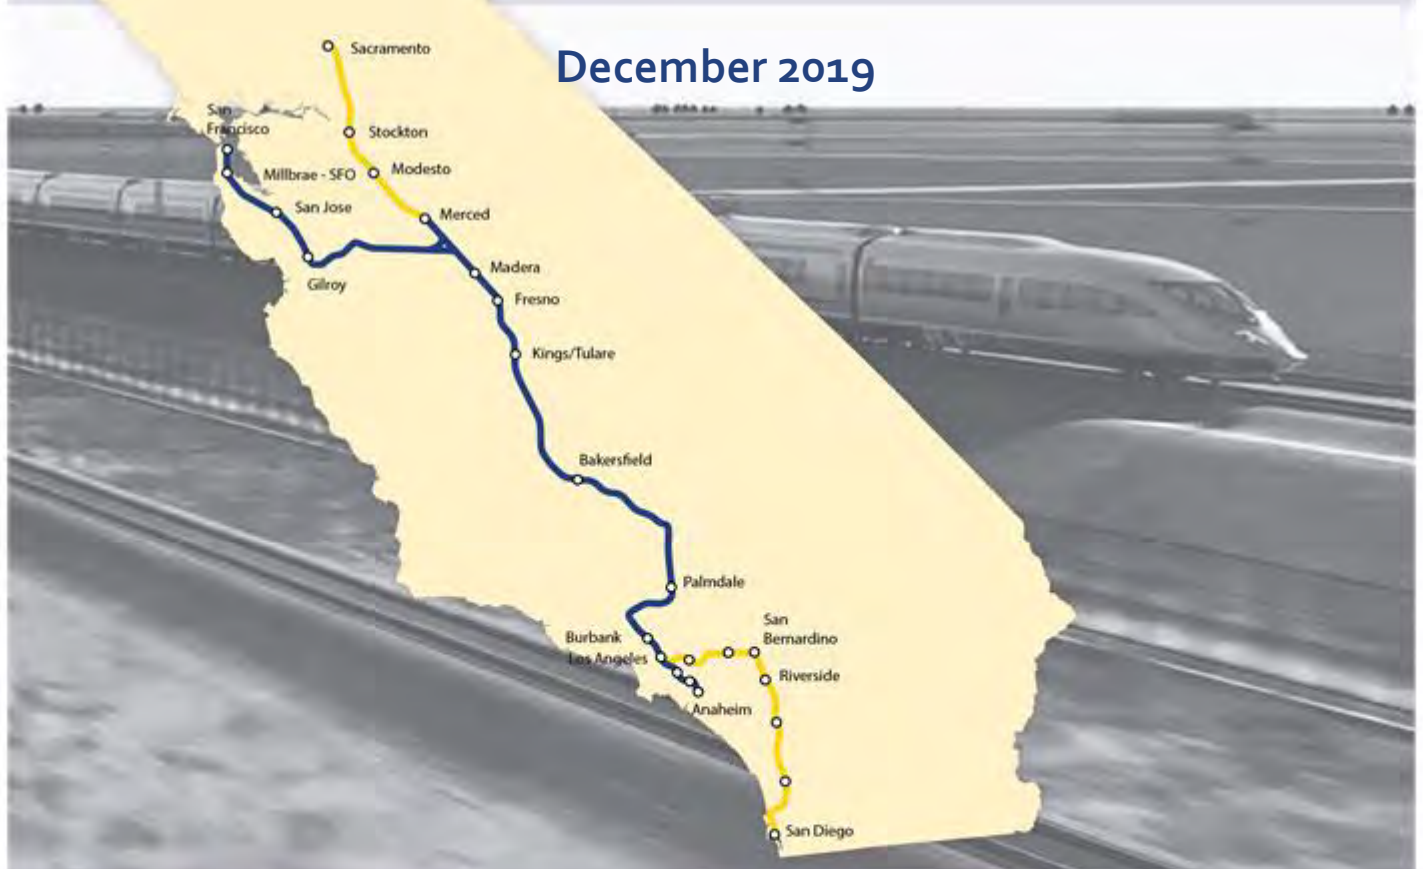 December 2019
Sacramento
San
Francisco
Stockton
Millbrae - SFO
Modesto
San Jose
Merced
Gilroy
Madera
Fresno
Kings/Tulare
Bakersfield
Palmdale
Burbank
Los Angeles
San
Bernardino
Riverside
Anaheim
San Diego